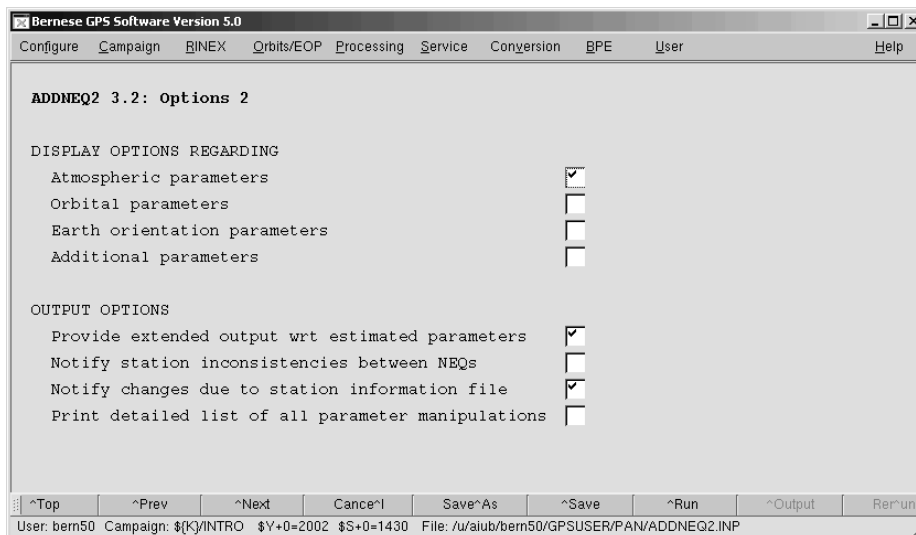 Bernese GPS Software Version 5.0
Configure Campaign RINEX Orbits/EOP Processing Service Conversion BPE User Help
ADDNEQ2 3.2: Options 2
DISPLAY OPTIONS REGARDING
Atmospheric parameters
Orbital parameters
Earth orientation parameters
Additional parameters
OUTPUT OPTIONS
Provide extended output wrt estimated parameters
Notify station inconsistencies between NEQs
Notify changes due to station information file
Print detailed list of all parameter manipulations
^Top ^Prev ^Next Cance^l Save^As ^Save ^Run ^Output Rer^un
User: bern50 Campaign: ${K}/INTRO $Y+0=2002 $S+0=1430 File: /u/aiub/bern50/GPSUSER/PAN/ADDNEQ2.INP